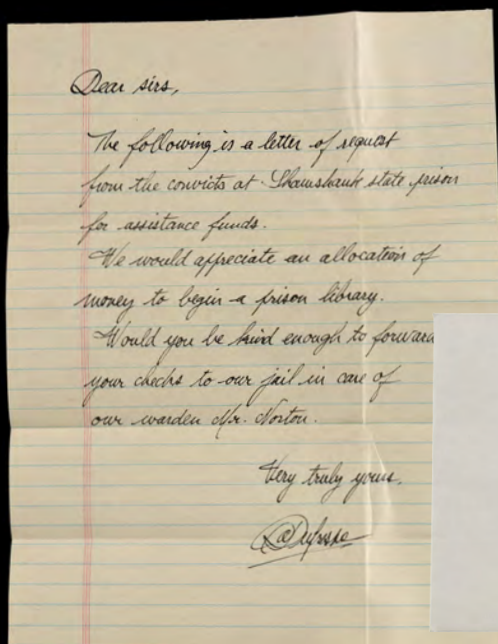 Dear sirs,
The following is a letter of request
from the convicts at Shawshank state prison
for assistance funds.
We would appreciate an allocation of
money to begin a prison library.
Would you be kind enough to forward
your checks to our jail in care of
our warden Mr. Norton.
Very truly yours,
A Dufresne